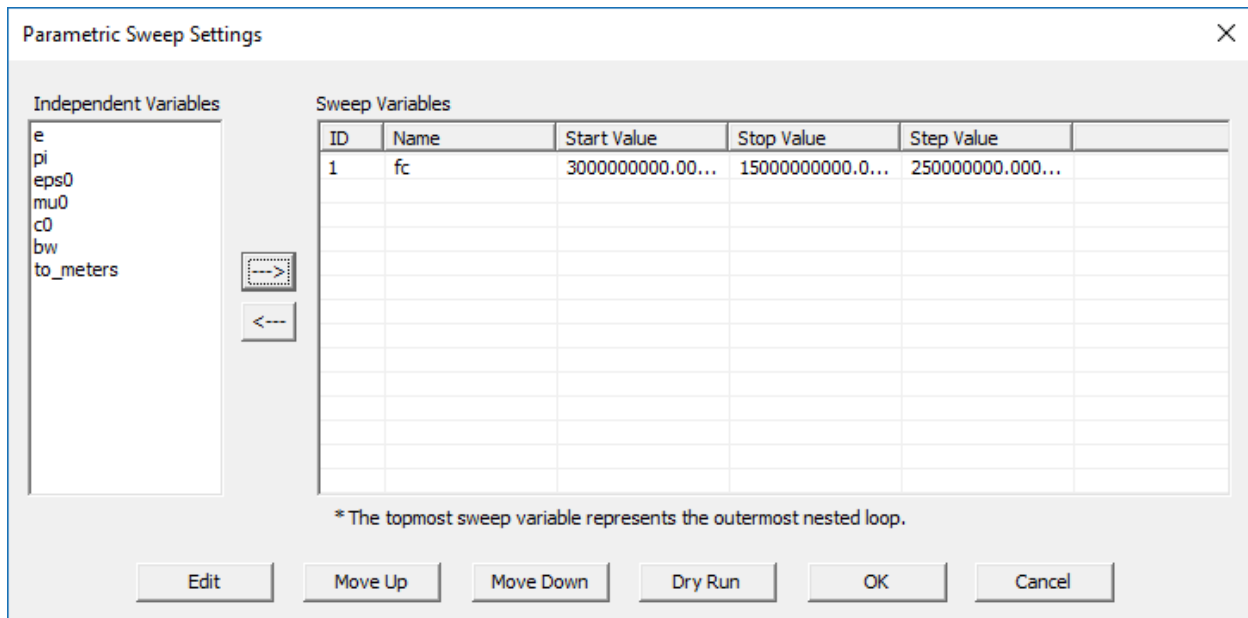 Parametric Sweep Settings
Independent Variables
e
pi
eps0
mu0
c0
bw
to_meters
--->
<---
Sweep Variables
ID Name Start Value Stop Value Step Value
1 fc 3000000000.00... 15000000000.0... 250000000.000...
* The topmost sweep variable represents the outermost nested loop.
Edit Move Up Move Down Dry Run OK Cancel